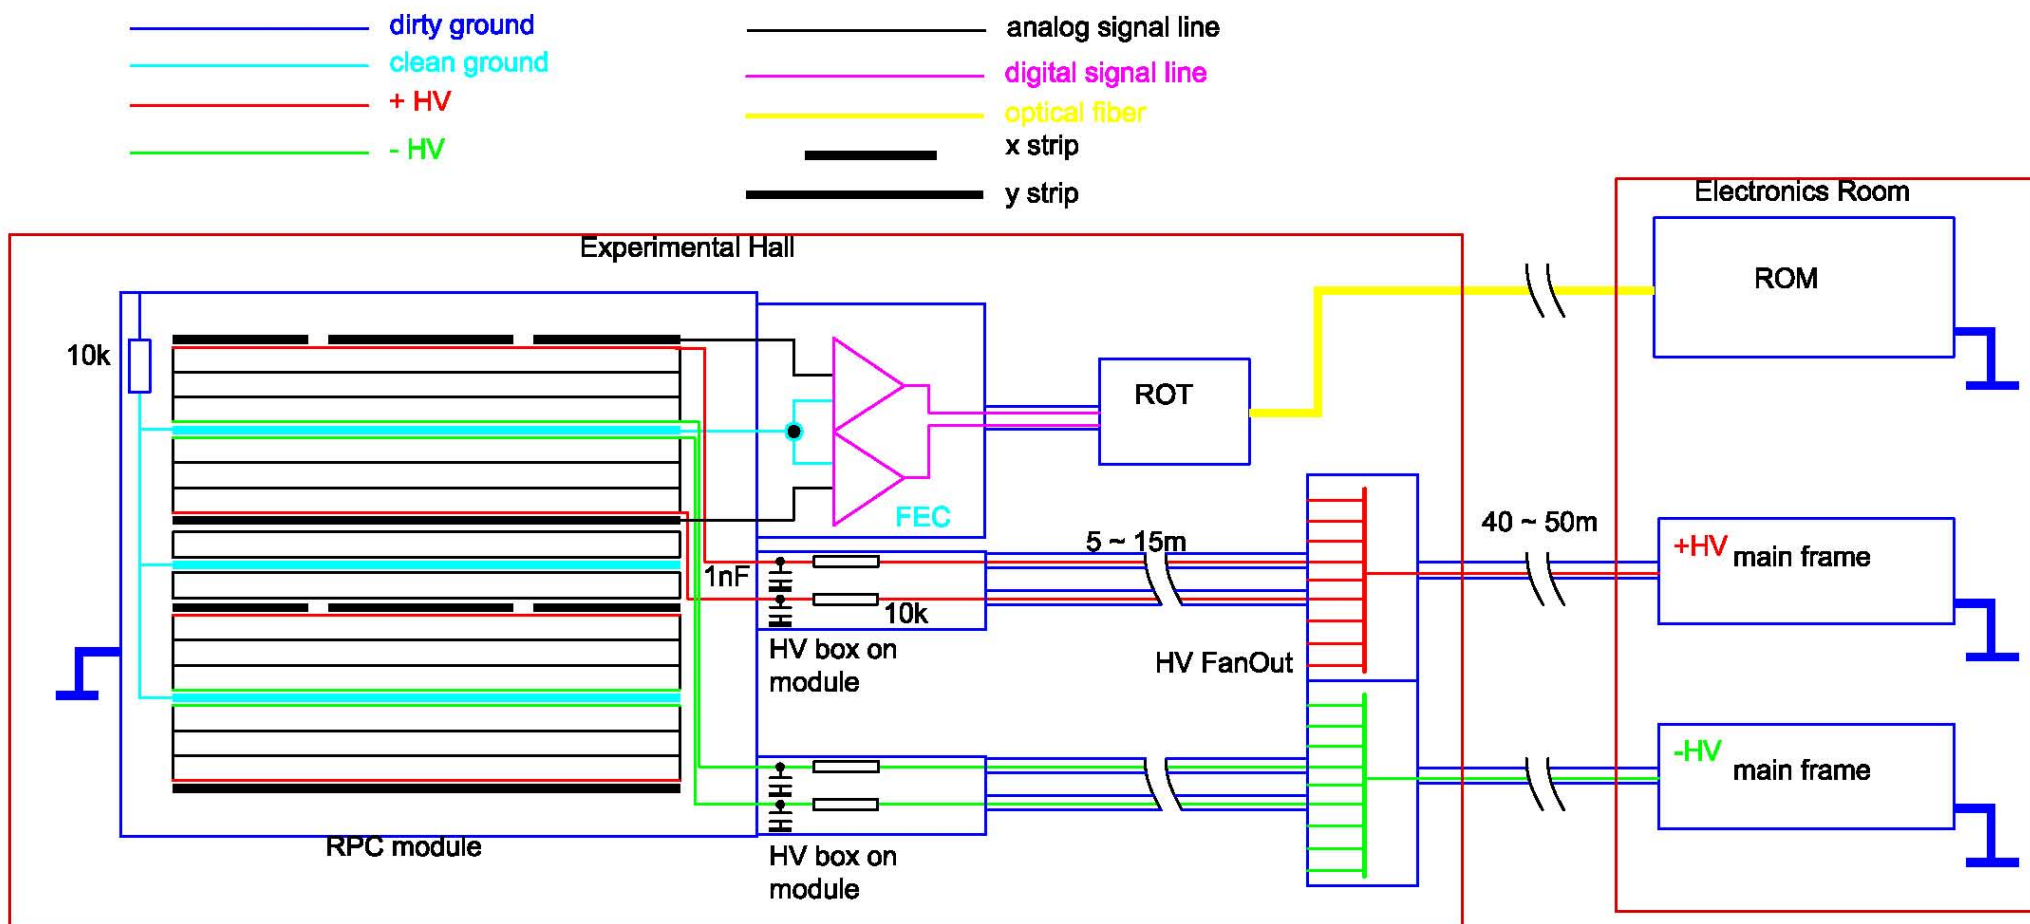 dirty ground
clean ground
+ HV
- HV
analog signal line
digital signal line
optical fiber
x strip
y strip
Electronics Room
Experimental Hall
ROM
10k
ROT
FEC
5 ~ 15m
40 ~ 50m
+HV
main frame
1nF
10k
HV box on
module
HV FanOut
-HV
main frame
RPC module
HV box on
module